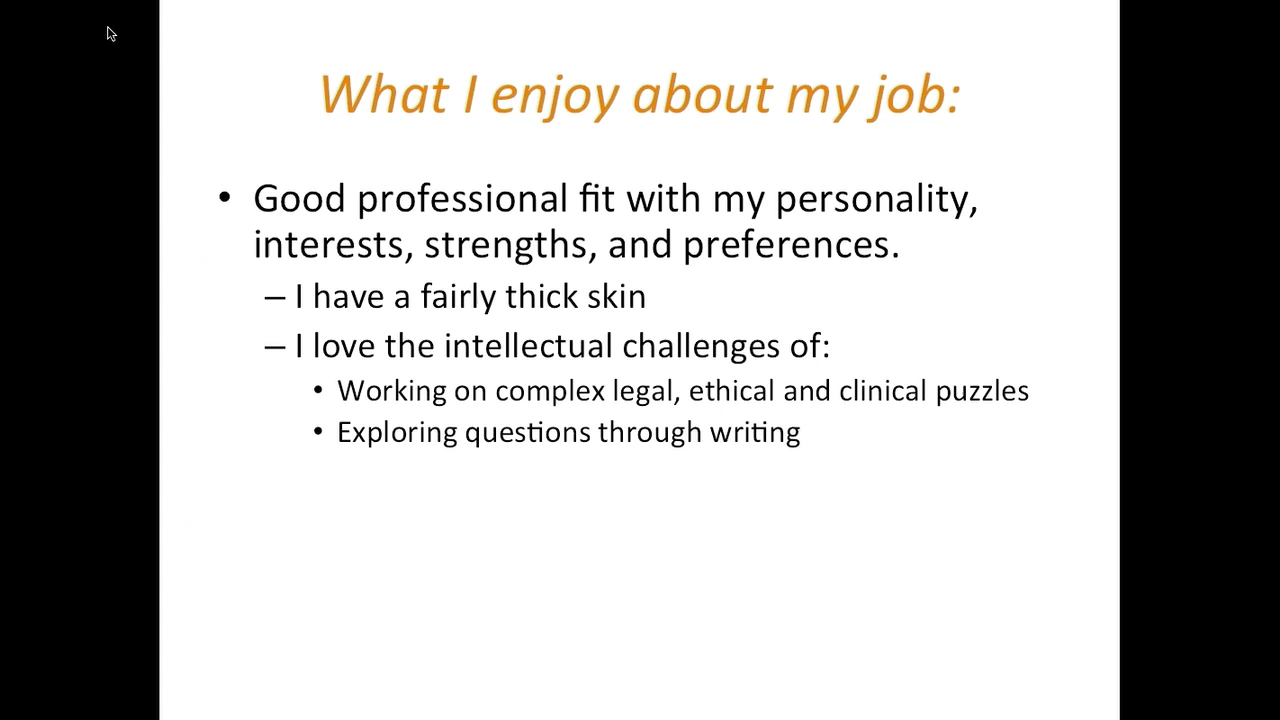 What I enjoy about my job:
• Good professional fit with my personality,
interests, strengths, and preferences.
– I have a fairly thick skin
– I love the intellectual challenges of:
• Working on complex legal, ethical and clinical puzzles
• Exploring questions through writing